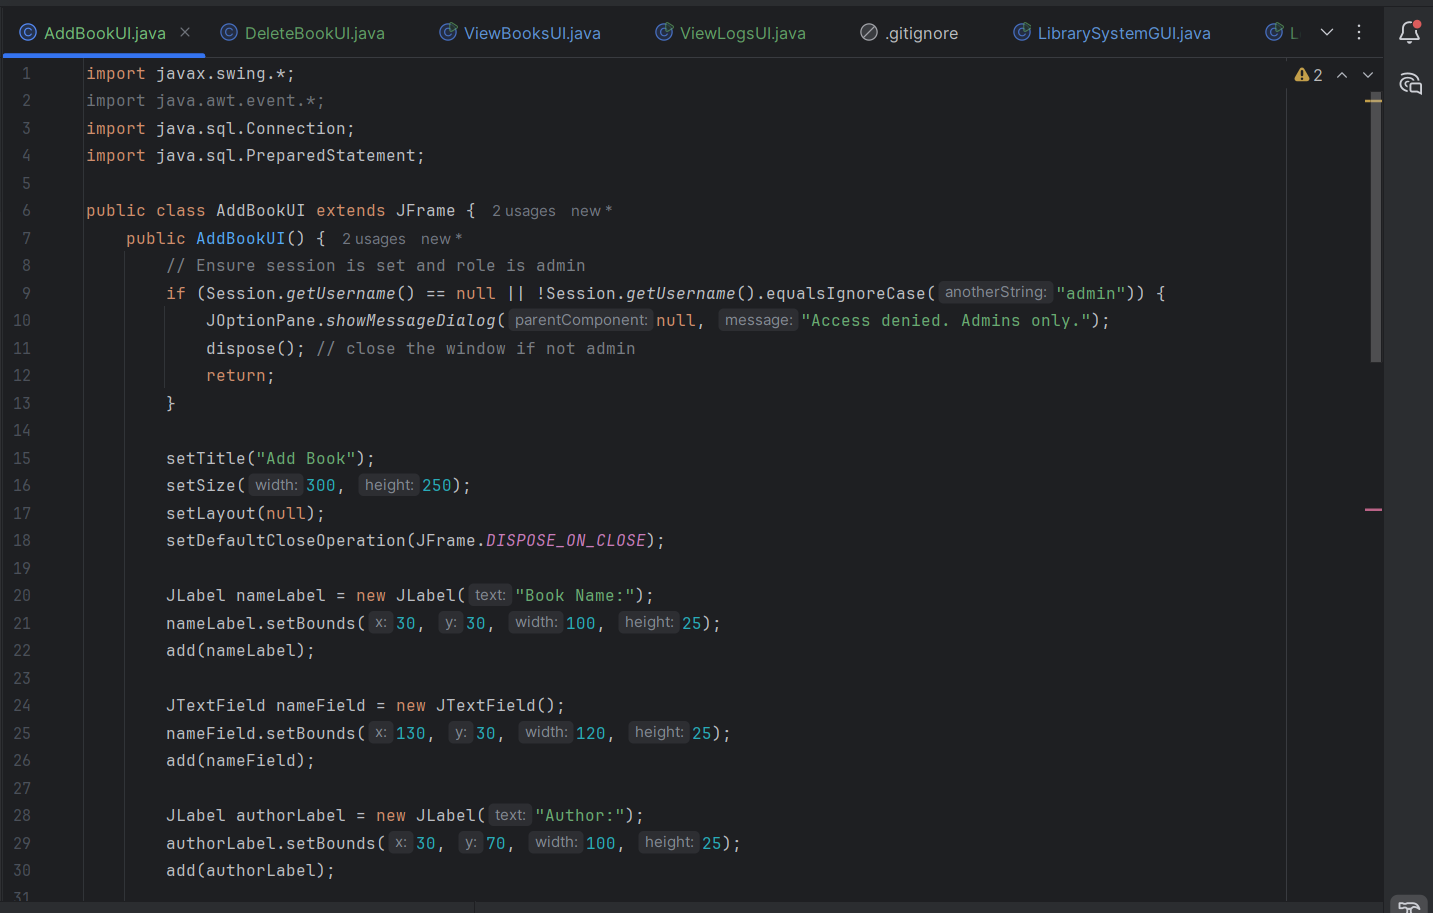 AddBookUI.java DeleteBookUI.java ViewBooksUI.java ViewLogsUI.java .gitignore LibrarySystemGUI.java L
2
1 import javax.swing.*;
2 import java.awt.event.*;
3 import java.sql.Connection;
4 import java.sql.PreparedStatement;
5
6 public class AddBookUI extends JFrame { 2 usages new *
7 public AddBookUI() { 2 usages new *
8 // Ensure session is set and role is admin
9 if (Session.getUsername() == null || !Session.getUsername().equalsIgnoreCase( anotherString: "admin")) {
10 JOptionPane.showMessageDialog( parentComponent: null, message: "Access denied. Admins only.");
11 dispose(); // close the window if not admin
12 return;
13 }
14
15 setTitle("Add Book");
16 setSize( width: 300, height: 250);
17 setLayout(null);
18 setDefaultCloseOperation(JFrame.DISPOSE_ON_CLOSE);
19
20 JLabel nameLabel = new JLabel( text: "Book Name:");
21 nameLabel.setBounds( x: 30, y: 30, width: 100, height: 25);
22 add(nameLabel);
23
24 JTextField nameField = new JTextField();
25 nameField.setBounds( x: 130, y: 30, width: 120, height: 25);
26 add(nameField);
27
28 JLabel authorLabel = new JLabel( text: "Author:");
29 authorLabel.setBounds( x: 30, y: 70, width: 100, height: 25);
30 add(authorLabel);
31